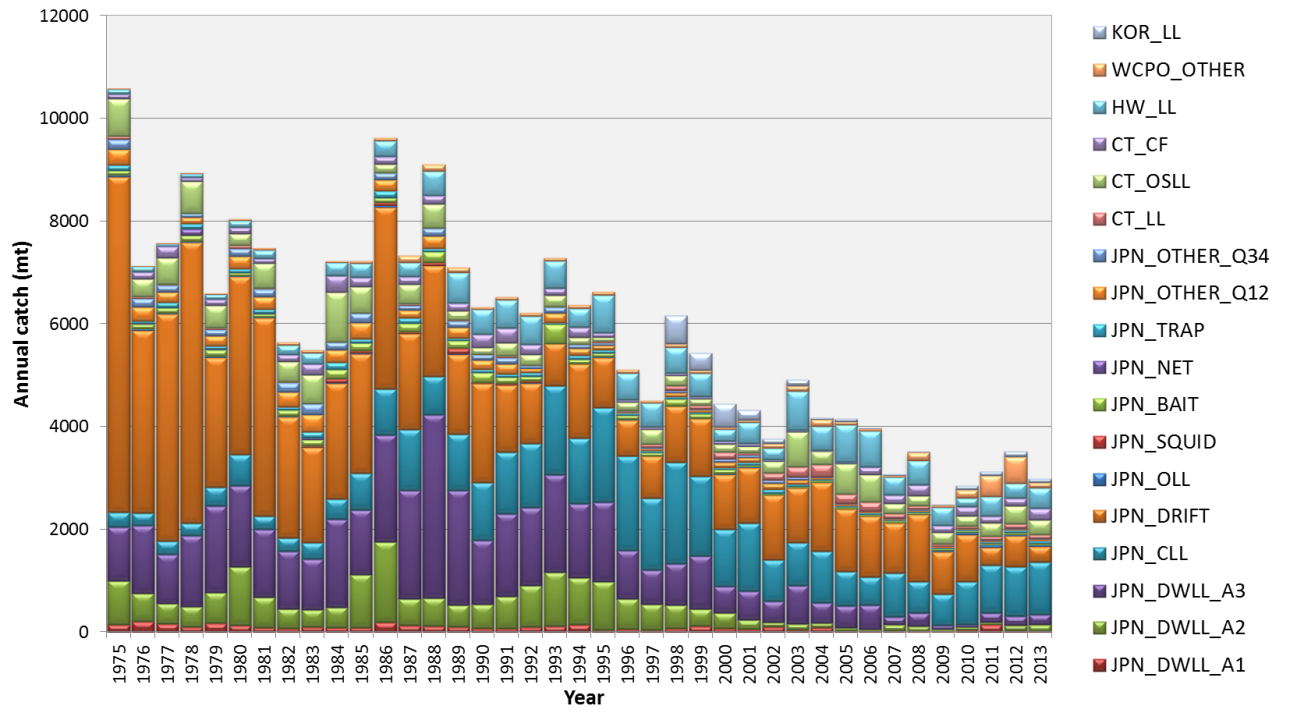 12000
10000
8000
6000
4000
2000
0
Annual catch (mt)
1975 1976 1977 1978 1979 1980 1981 1982 1983 1984 1985 1986 1987 1988 1989 1990 1991 1992 1993 1994 1995 1996 1997 1998 1999 2000 2001 2002 2003 2004 2005 2006 2007 2008 2009 2010 2011 2012 2013
Year
KOR_LL
WCPO_OTHER
HW_LL
CT_CF
CT_OSLL
CT_LL
JPN_OTHER_Q34
JPN_OTHER_Q12
JPN_TRAP
JPN_NET
JPN_BAIT
JPN_SQUID
JPN_OLL
JPN_DRIFT
JPN_CLL
JPN_DWLL_A3
JPN_DWLL_A2
JPN_DWLL_A1